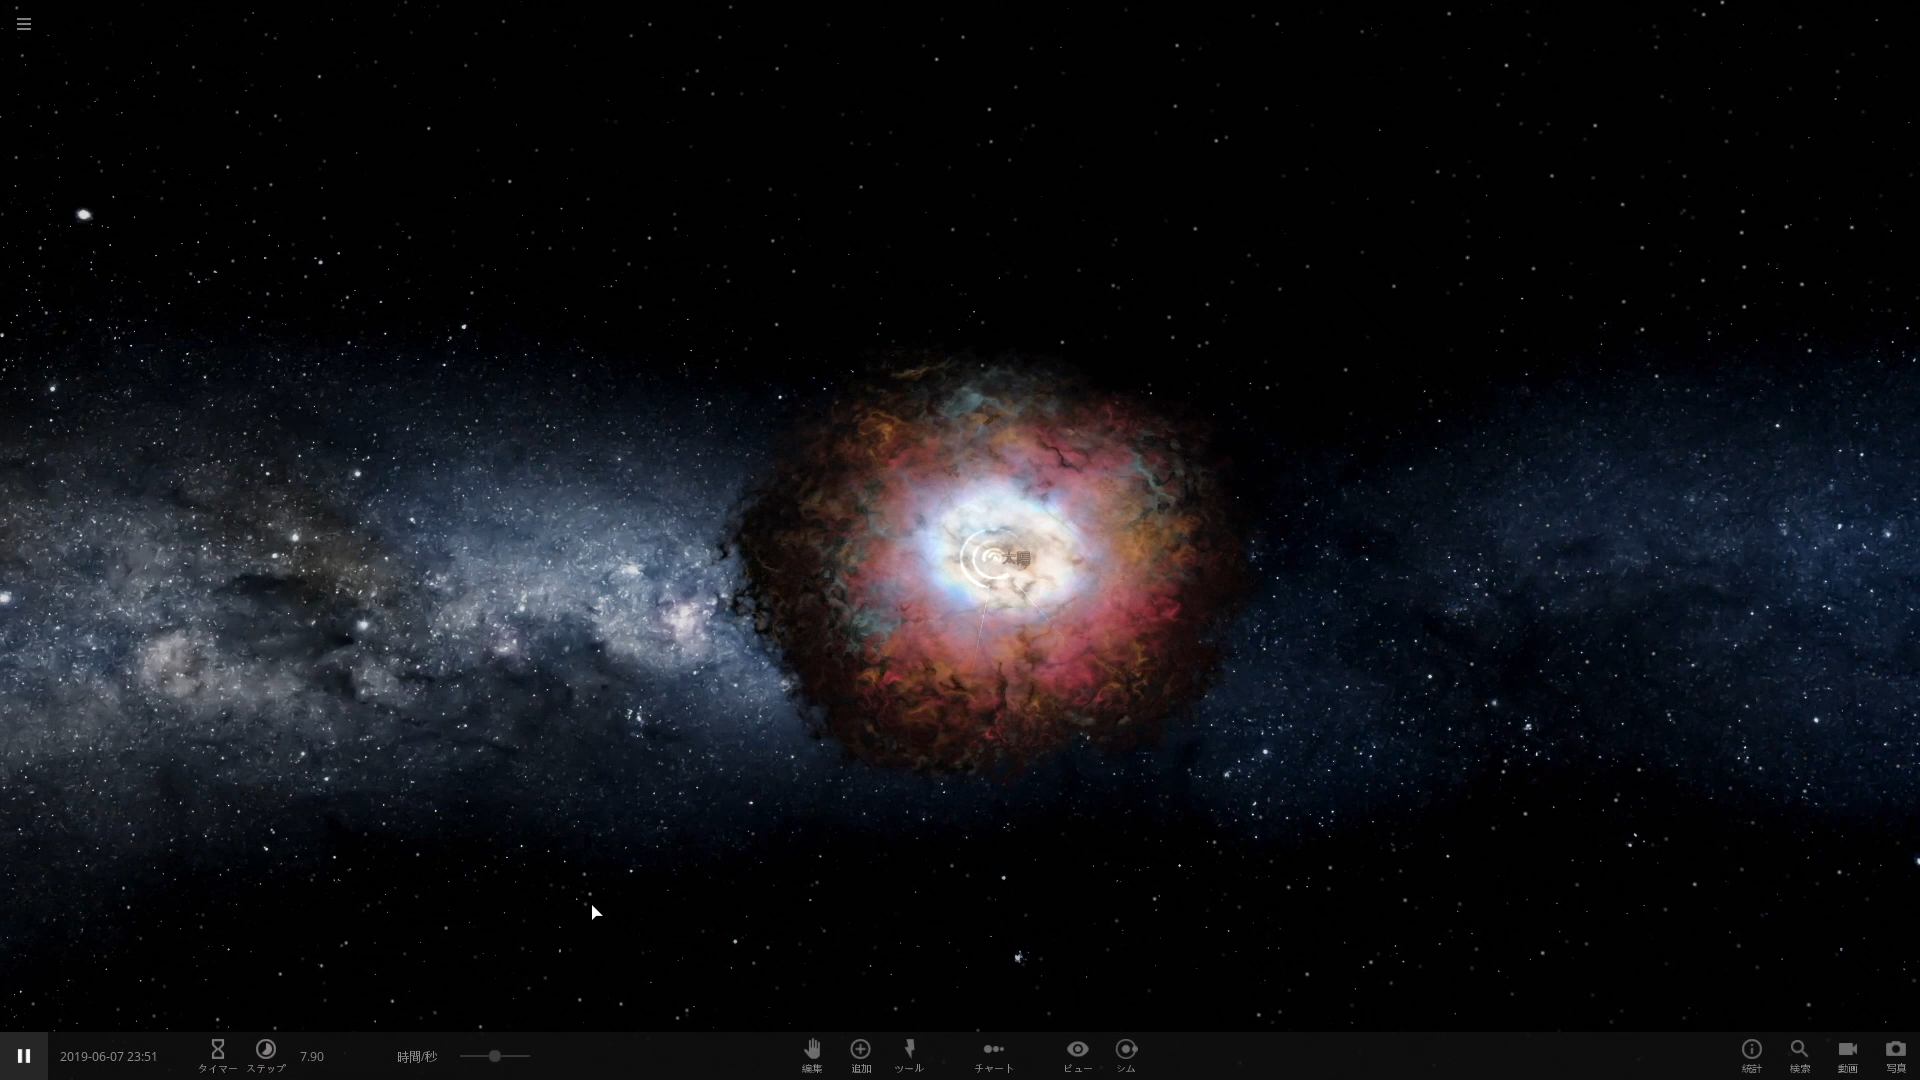 太陽
2019-06-07 23:51
タイマー
ステップ
7.90
時間/秒
編集
追加
ツール
チャート
ビュー
シム
統計
検索
動画
写真